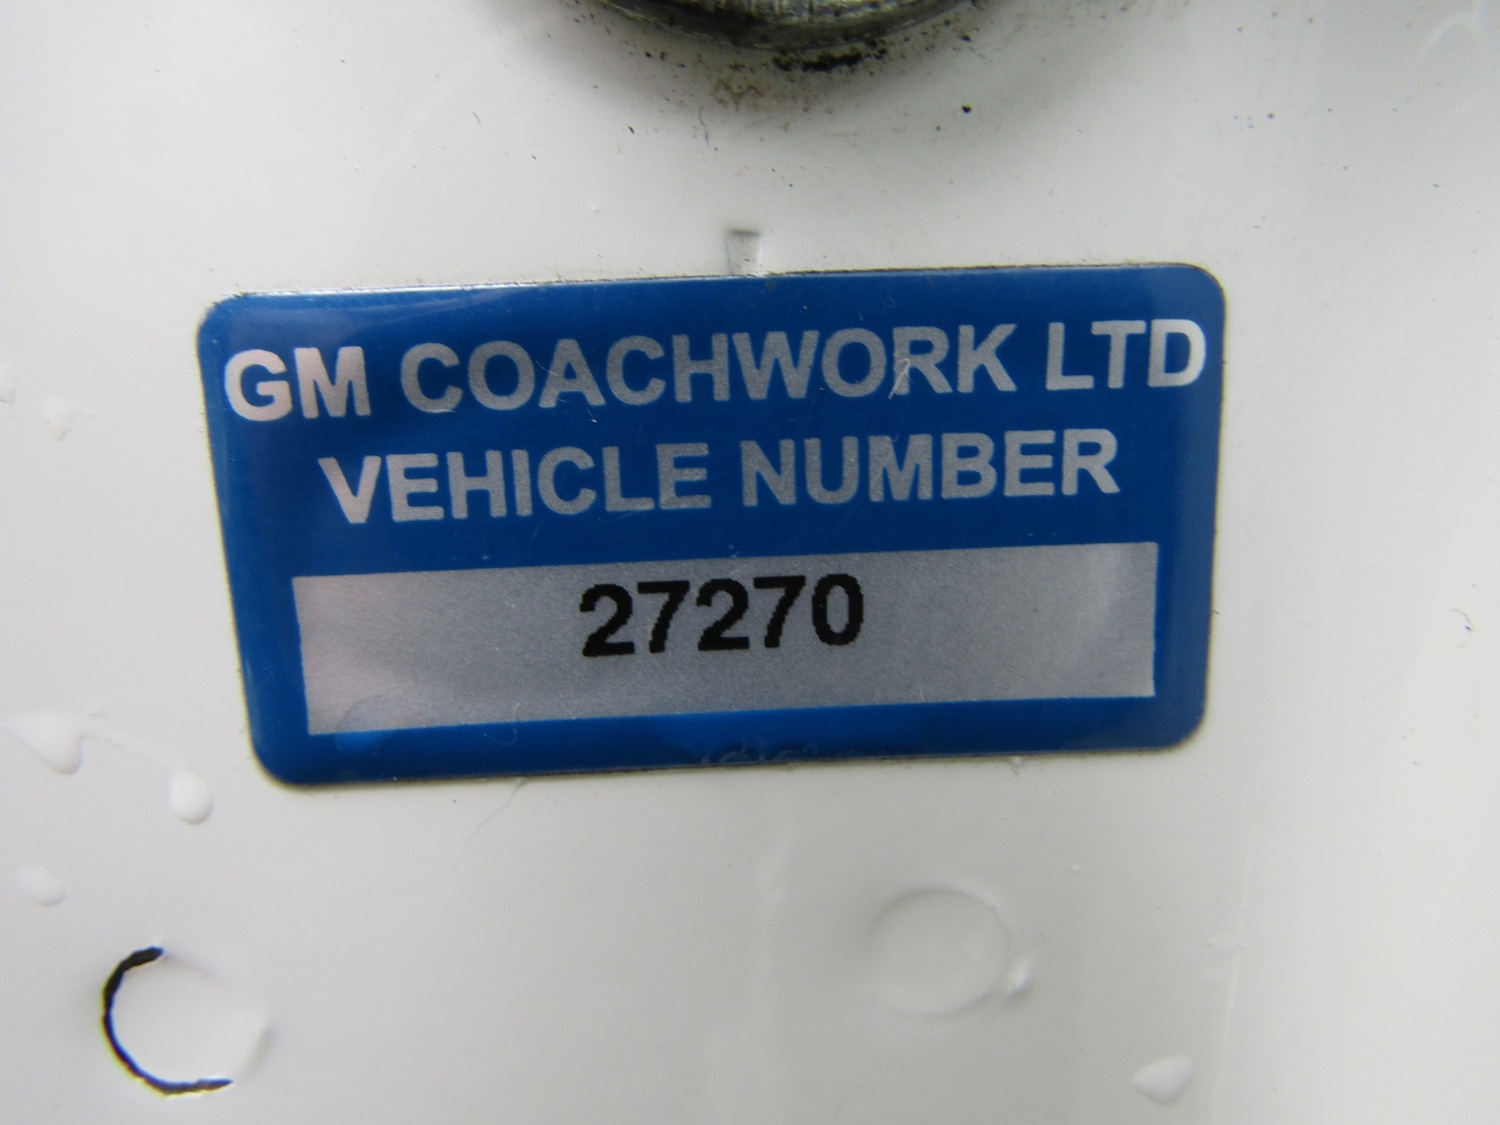 GM COACHWORK LTD
VEHICLE NUMBER
27270